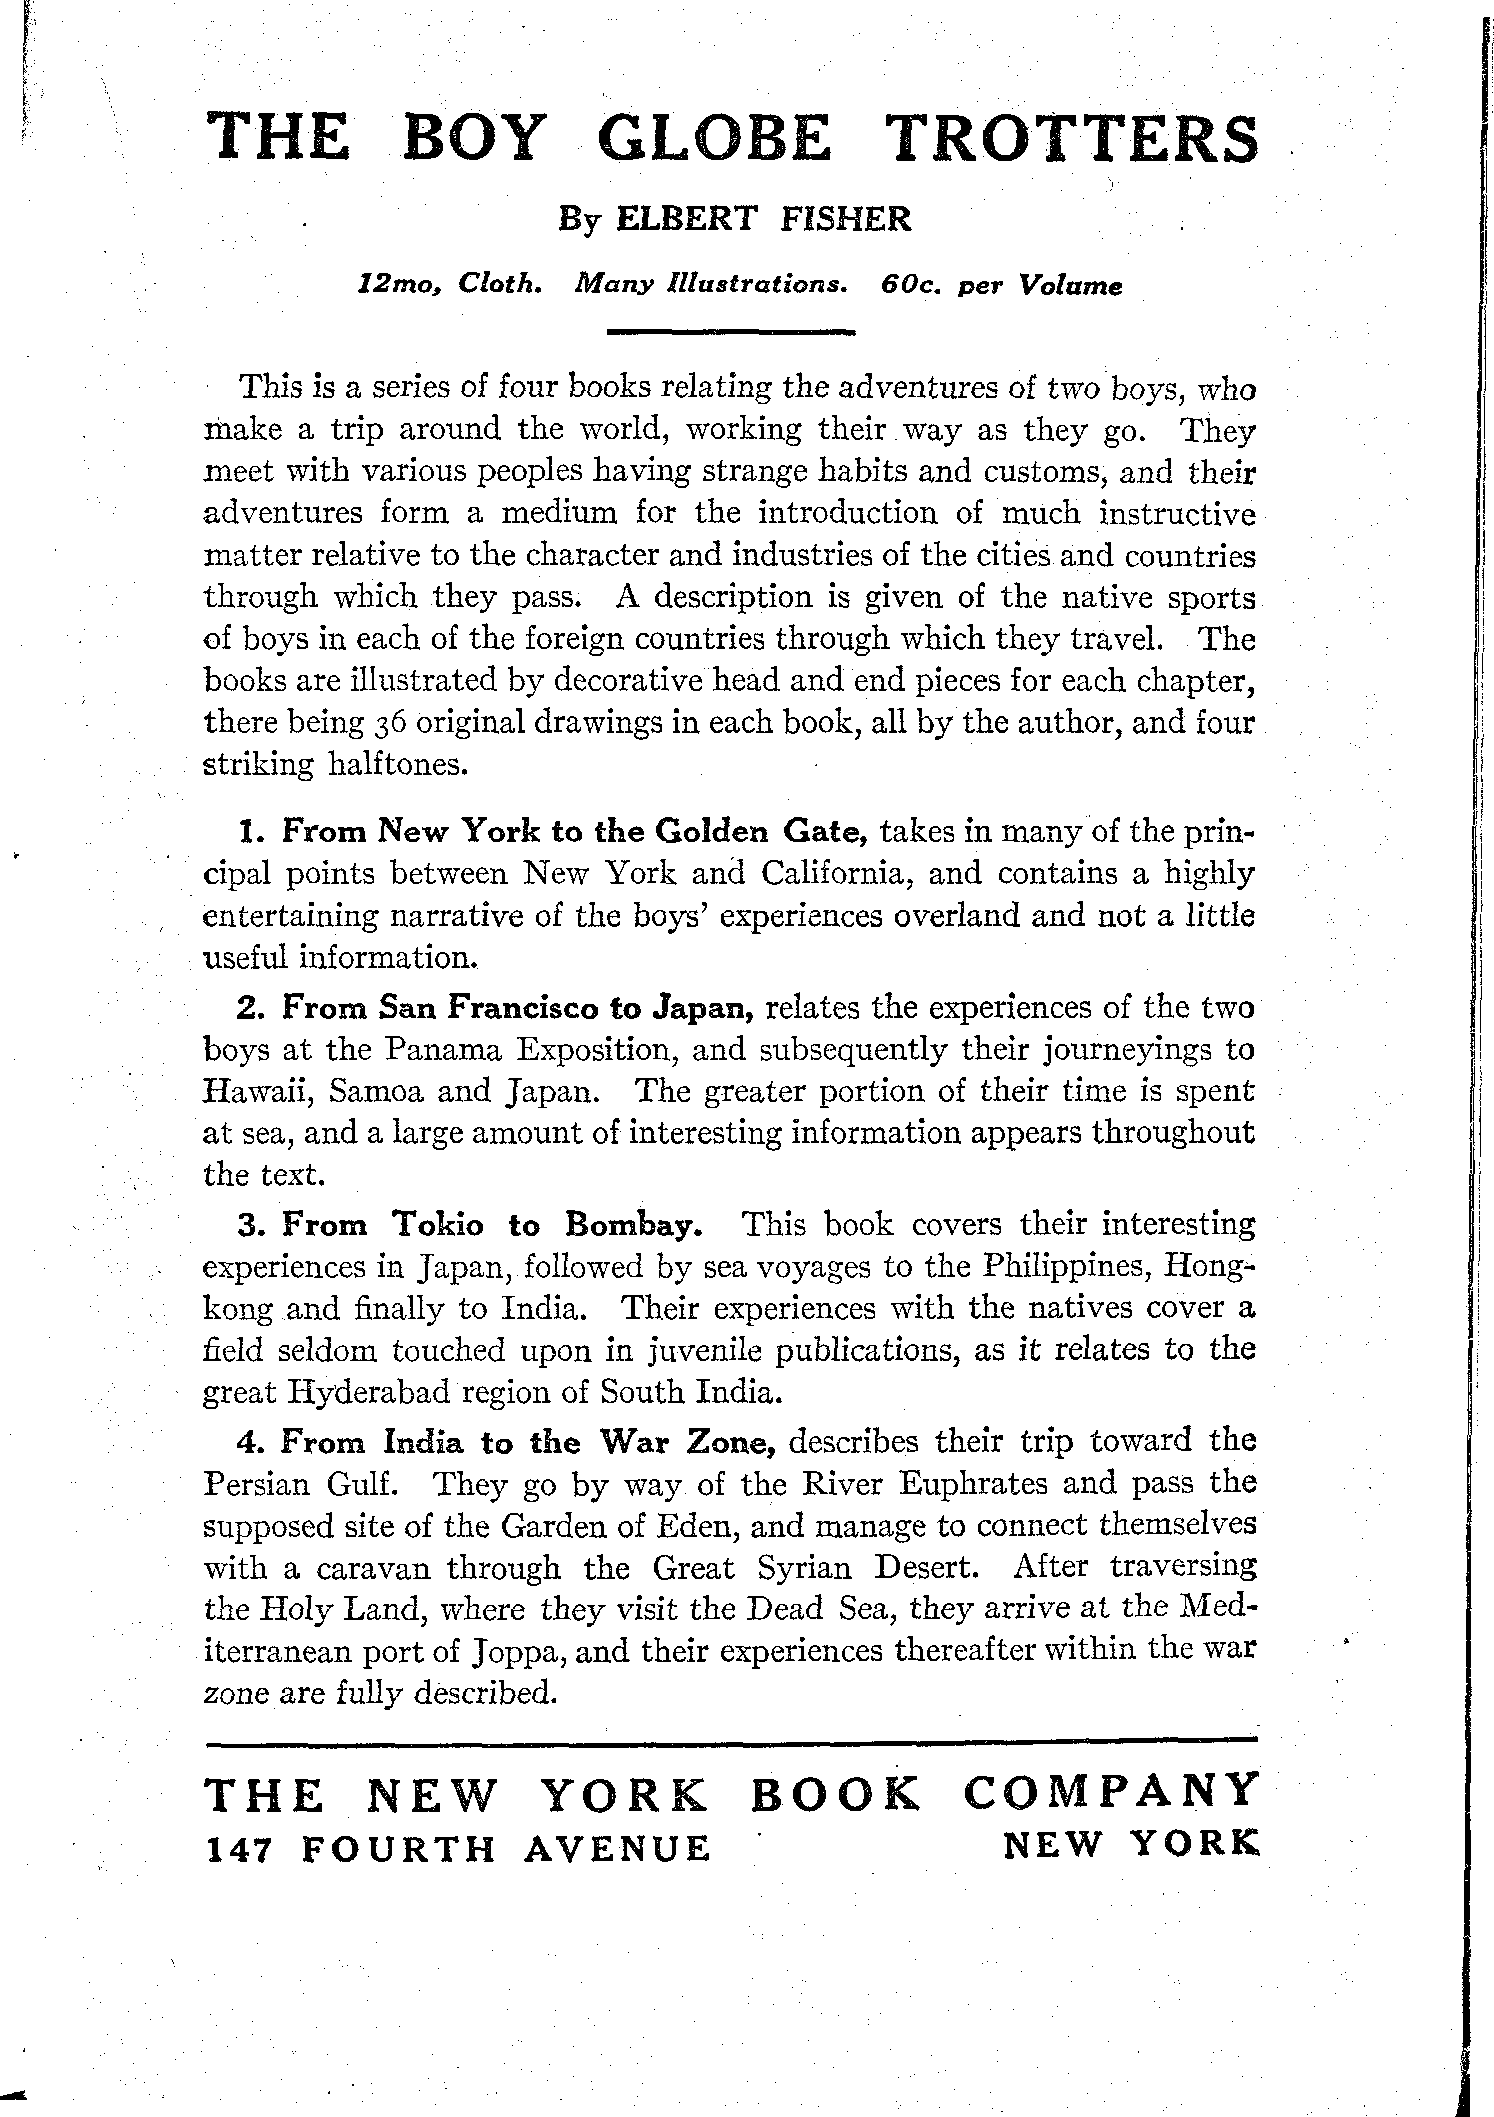 THE BOY GLOBE TROTTERS
By ELBERT FISHER
12mo, Cloth. Many Illustrations. 60c. per Volume
This is a series of four books relating the adventures of two boys, who
make a trip around the world, working their way as they go. They
meet with various peoples having strange habits and customs, and their
adventures form a medium for the introduction of much instructive
matter relative to the character and industries of the cities and countries
through which they pass. A description is given of the native sports
of boys in each of the foreign countries through which they travel. The
books are illustrated by decorative head and end pieces for each chapter,
there being 36 original drawings in each book, all by the author, and four
striking halftones.
1. From New York to the Golden Gate, takes in many of the prin-
cipal points between New York and California, and contains a highly
entertaining narrative of the boys' experiences overland and not a little
useful information.
2. From San Francisco to Japan, relates the experiences of the two
boys at the Panama Exposition, and subsequently their journeyings to
Hawaii, Samoa and Japan. The greater portion of their time is spent
at sea, and a large amount of interesting information appears throughout
the text.
3. From Tokio to Bombay. This book covers their interesting
experiences in Japan, followed by sea voyages to the Philippines, Hong-
kong and finally to India. Their experiences with the natives cover a
field seldom touched upon in juvenile publications, as it relates to the
great Hyderabad region of South India.
4. From India to the War Zone, describes their trip toward the
Persian Gulf. They go by way of the River Euphrates and pass the
supposed site of the Garden of Eden, and manage to connect themselves
with a caravan through the Great Syrian Desert. After traversing
the Holy Land, where they visit the Dead Sea, they arrive at the Med-
iterranean port of Joppa, and their experiences thereafter within the war
zone are fully described.
THE NEW YORK BOOK COMPANY
147 FOURTH AVENUE NEW YORK